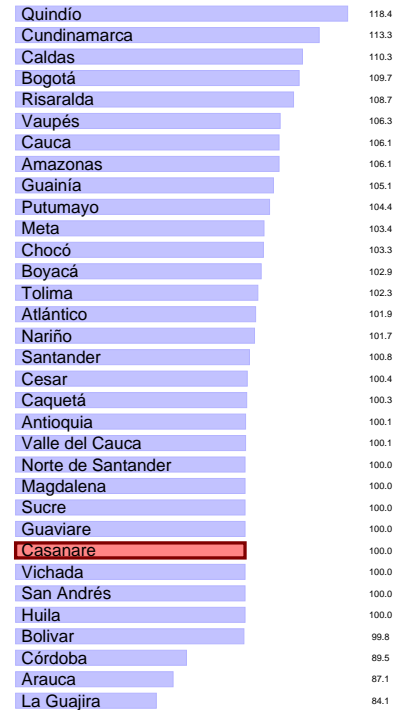 Quindío 118.4
Cundinamarca 113.3
Caldas 110.3
Bogotá 109.7
Risaralda 108.7
Vaupés 106.3
Cauca 106.1
Amazonas 106.1
Guainía 105.1
Putumayo 104.4
Meta 103.4
Chocó 103.3
Boyacá 102.9
Tolima 102.3
Atlántico 101.9
Nariño 101.7
Santander 100.8
Cesar 100.4
Caquetá 100.3
Antioquia 100.1
Valle del Cauca 100.1
Norte de Santander 100.0
Magdalena 100.0
Sucre 100.0
Guaviare 100.0
Casanare 100.0
Vichada 100.0
San Andrés 100.0
Huila 100.0
Bolivar 99.8
Córdoba 89.5
Arauca 87.1
La Guajira 84.1